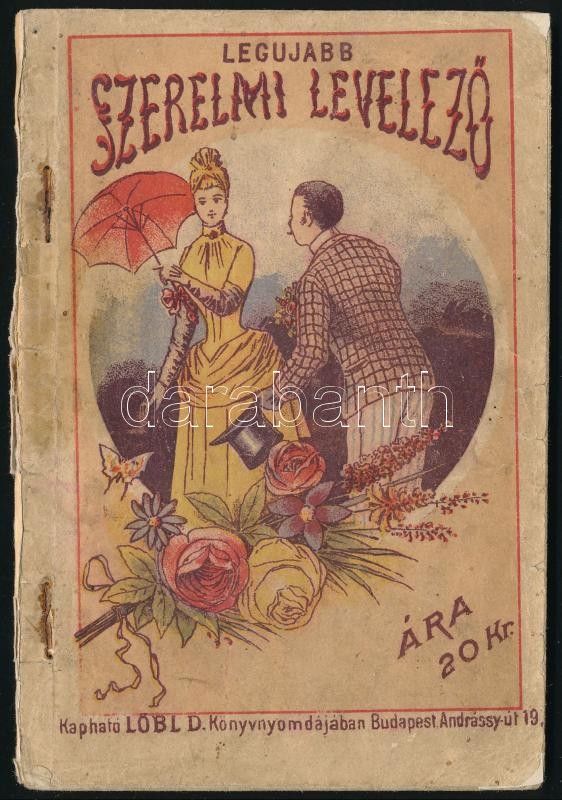 LEGUJABB
SZERELMI LEVELEZŐ
darabanth
ÁRA
20 Kr.
Kapható LÖBL D. Könyvnyomdájában Budapest. Andrássy-út 19.